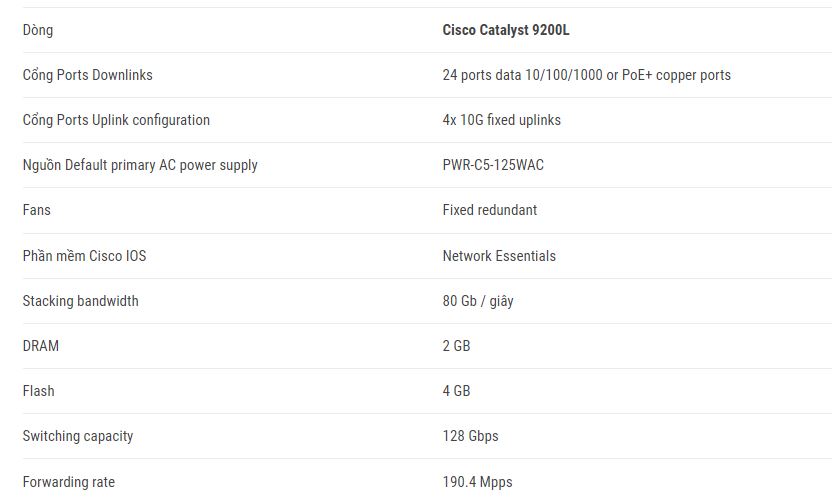 Dòng Cisco Catalyst 9200L
Cổng Ports Downlinks 24 ports data 10/100/1000 or PoE+ copper ports
Cổng Ports Uplink configuration 4x 10G fixed uplinks
Nguồn Default primary AC power supply PWR-C5-125WAC
Fans Fixed redundant
Phần mềm Cisco IOS Network Essentials
Stacking bandwidth 80 Gb / giây
DRAM 2 GB
Flash 4 GB
Switching capacity 128 Gbps
Forwarding rate 190.4 Mpps